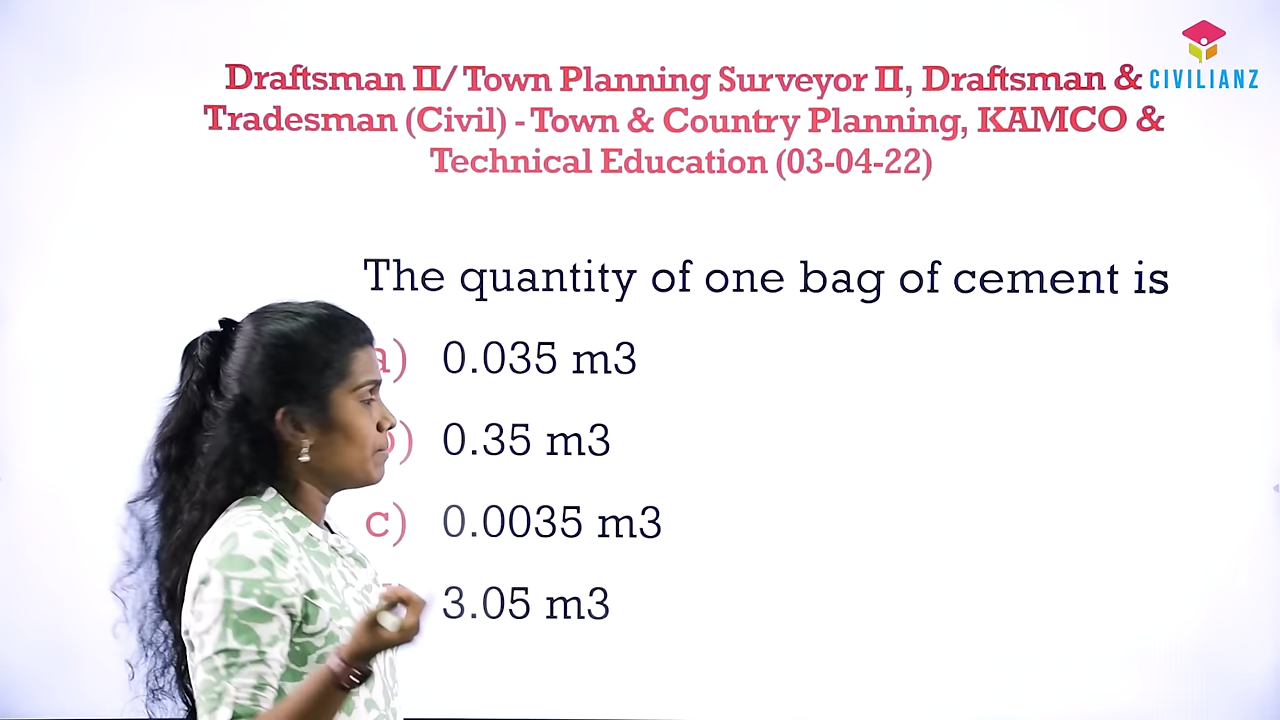 CIVILIANZ
Draftsman II/ Town Planning Surveyor II, Draftsman &
Tradesman (Civil) - Town & Country Planning, KAMCO &
Technical Education (03-04-22)
The quantity of one bag of cement is
a) 0.035 m3
b) 0.35 m3
c) 0.0035 m3
3.05 m3